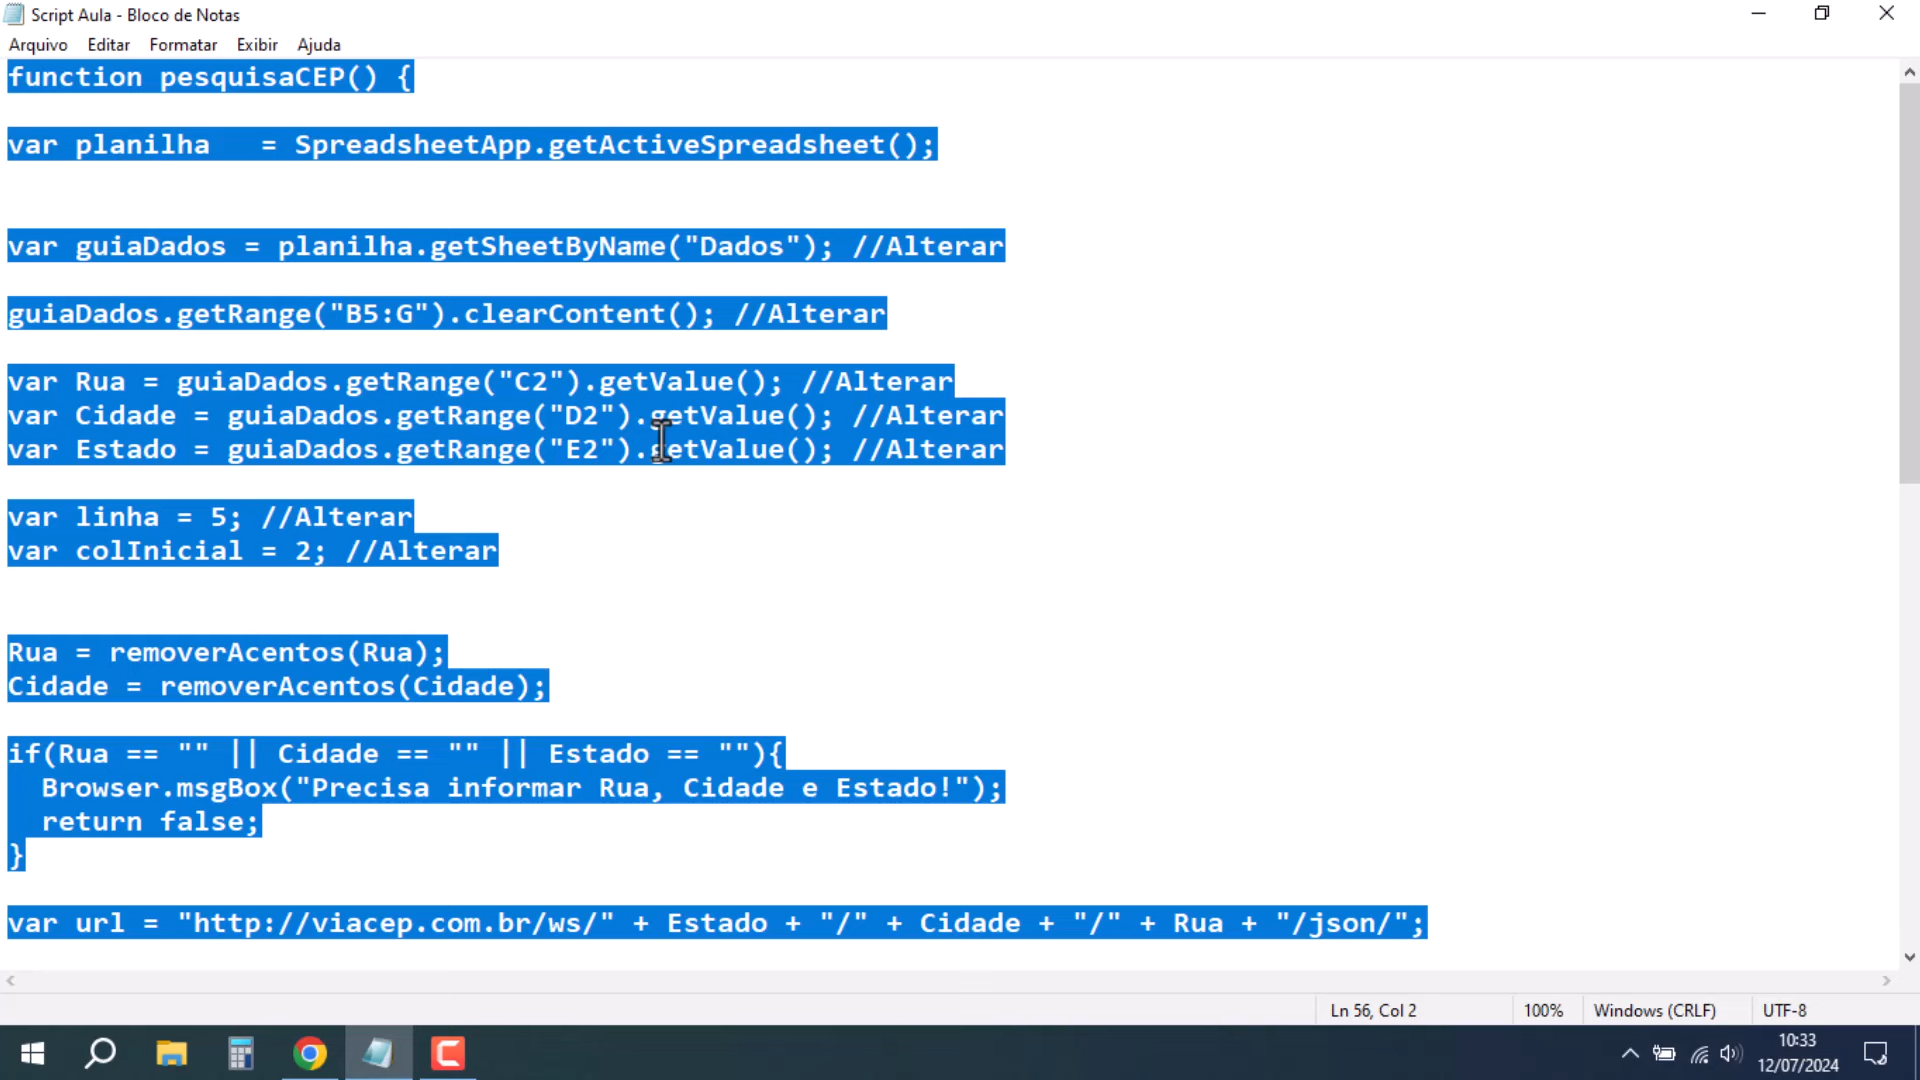 Script Aula - Bloco de Notas
Arquivo Editar Formatar Exibir Ajuda
function pesquisaCEP() {
var planilha   = SpreadsheetApp.getActiveSpreadsheet();
var guiaDados = planilha.getSheetByName("Dados"); //Alterar
guiaDados.getRange("B5:G").clearContent(); //Alterar
var Rua = guiaDados.getRange("C2").getValue(); //Alterar
var Cidade = guiaDados.getRange("D2").getValue(); //Alterar
var Estado = guiaDados.getRange("E2").getValue(); //Alterar
var linha = 5; //Alterar
var colInicial = 2; //Alterar
Rua = removerAcentos(Rua);
Cidade = removerAcentos(Cidade);
if(Rua == "" || Cidade == "" || Estado == ""){
  Browser.msgBox("Precisa informar Rua, Cidade e Estado!");
  return false;
}
var url = "http://viacep.com.br/ws/" + Estado + "/" + Cidade + "/" + Rua + "/json/";
Ln 56, Col 2 100% Windows (CRLF) UTF-8
10:33
12/07/2024